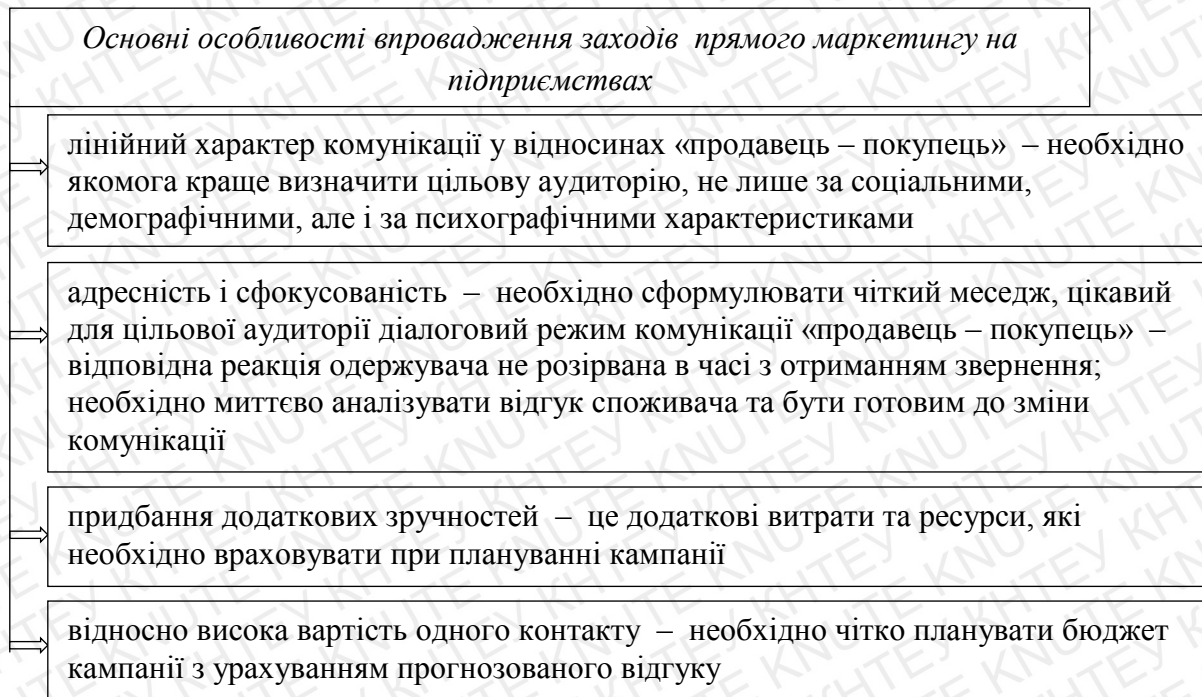 Основні особливості впровадження заходів прямого маркетингу на
підприємствах
лінійний характер комунікації у відносинах «продавець – покупець» – необхідно
якомога краще визначити цільову аудиторію, не лише за соціальними,
демографічними, але і за психографічними характеристиками
адресність і сфокусованість – необхідно сформулювати чіткий меседж, цікавий
для цільової аудиторії діалоговий режим комунікації «продавець – покупець» –
відповідна реакція одержувача не розірвана в часі з отриманням звернення;
необхідно миттєво аналізувати відгук споживача та бути готовим до зміни
комунікації
придбання додаткових зручностей – це додаткові витрати та ресурси, які
необхідно враховувати при плануванні кампанії
відносно висока вартість одного контакту – необхідно чітко планувати бюджет
кампанії з урахуванням прогнозованого відгуку